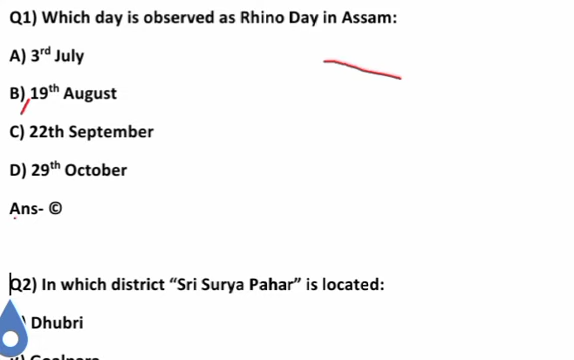 Q1) Which day is observed as Rhino Day in Assam:
A) 3rd July
B) 19th August
C) 22th September
D) 29th October
Ans- ©
Q2) In which district “Sri Surya Pahar” is located:
) Dhubri
) Goalpara